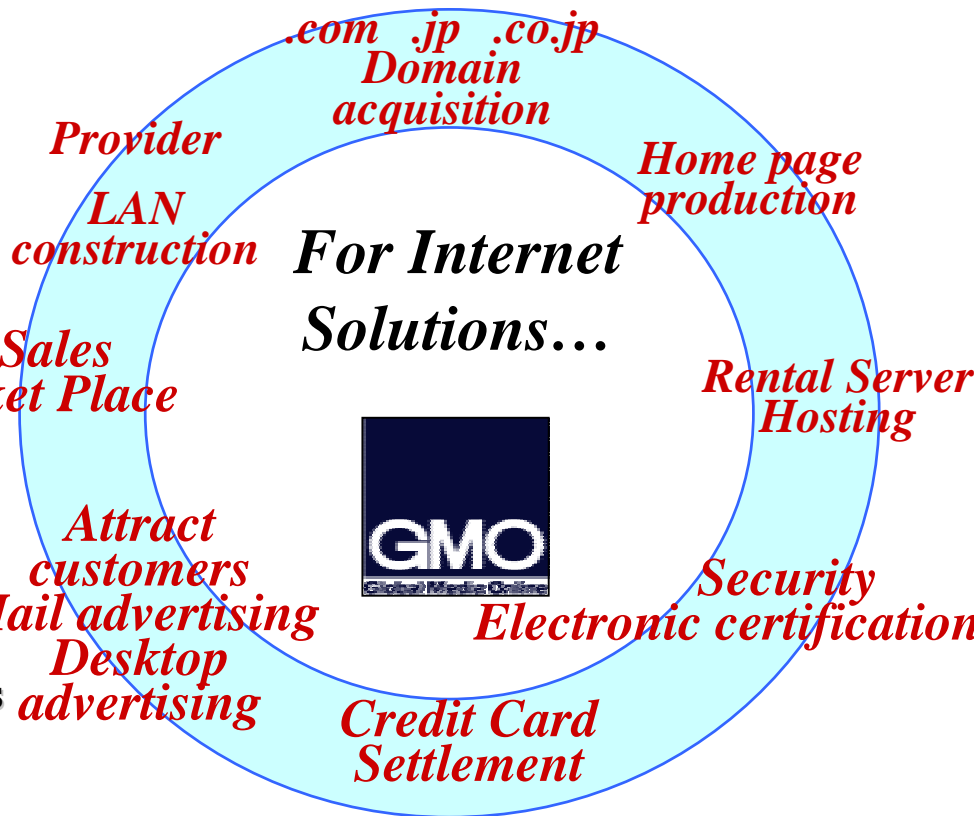 .com .jp .co.jp
Domain
acquisition
Provider
Home page
production
LAN
construction
For Internet
Solutions…
Sales
Place
Rental Server
Hosting
GMO
Global Media Online
Attract
customers
advertising
Desktop
advertising
Security
Electronic certification
Credit Card
Settlement